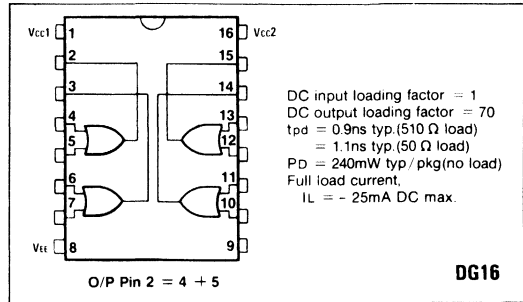 Vcc1 1 16 Vcc2
2 15
3 14
4 13
5 12
6 11
7 10
VEE 8 9
O/P Pin 2 = 4 + 5
DC input loading factor = 1
DC output loading factor = 70
tpd = 0.9ns typ.(510 Ω load)
= 1.1ns typ.(50 Ω load)
PD = 240mW typ/pkg(no load)
Full load current,
IL = - 25mA DC max.
DG16